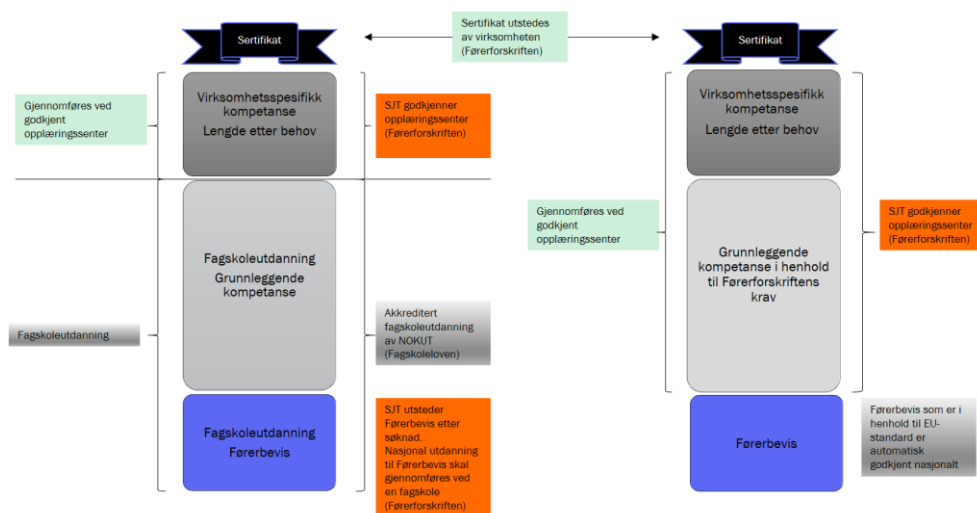 Sertifikat
Sertifikat utstedes
av virksomheten
(Førerforskriften)
Sertifikat
Gjennomføres ved
godkjent
opplæringssenter
Virksomhetsspesifikk
kompetanse
Lengde etter behov
SJT godkjenner
opplæringssenter
(Førerforskriften)
Virksomhetsspesifikk
kompetanse
Lengde etter behov
Fagskoleutdanning
Fagskoleutdanning
Grunnleggende
kompetanse
Akkreditert
fagskoleutdanning
av NOKUT
(Fagskoleloven)
Gjennomføres ved
godkjent
opplæringssenter
Grunnleggende
kompetanse i henhold
til Førerforskriftens
krav
SJT godkjenner
opplæringssenter
(Førerforskriften)
Fagskoleutdanning
Førerbevis
SJT utsteder
Førerbevis etter
søknad.
Nasjonal utdanning
til Førerbevis skal
gjennomføres ved
en fagskole
(Førerforskriften)
Førerbevis
Førerbevis som er i
henhold til EU-
standard er
automatisk
godkjent nasjonalt